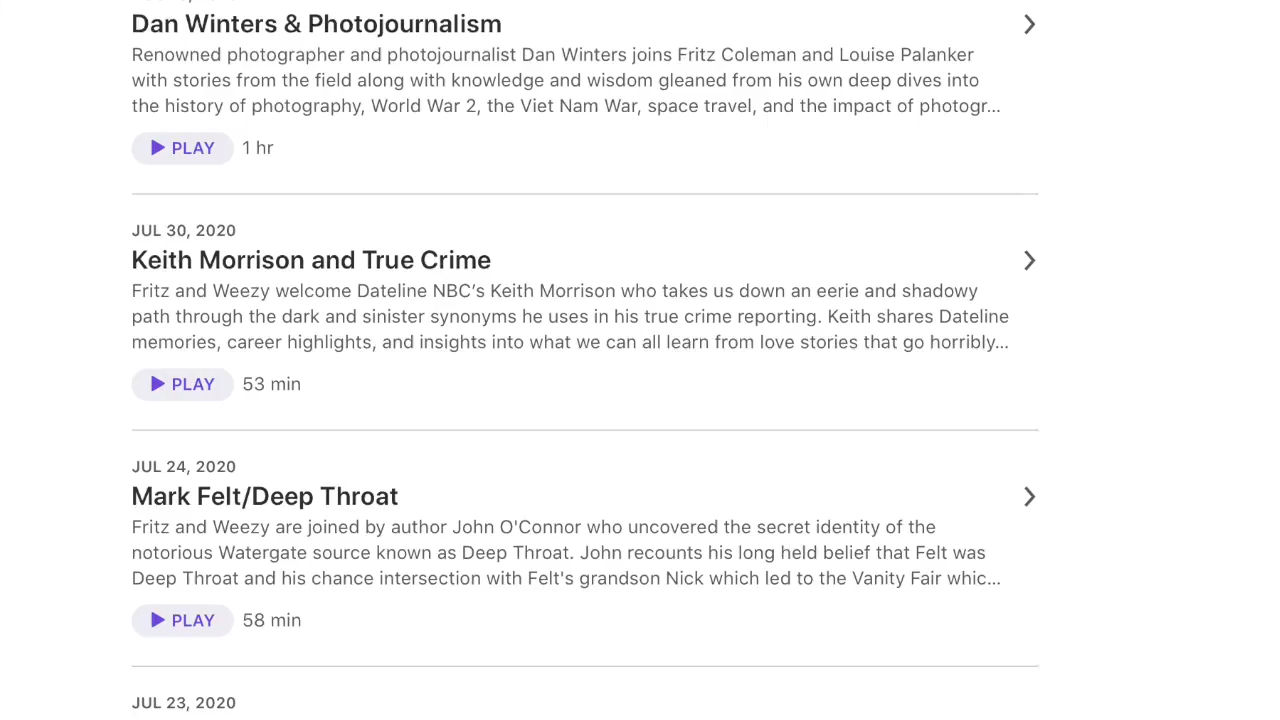 Dan Winters & Photojournalism
Renowned photographer and photojournalist Dan Winters joins Fritz Coleman and Louise Palanker
with stories from the field along with knowledge and wisdom gleaned from his own deep dives into
the history of photography, World War 2, the Viet Nam War, space travel, and the impact of photogr...
PLAY 1 hr
JUL 30, 2020
Keith Morrison and True Crime
Fritz and Weezy welcome Dateline NBC’s Keith Morrison who takes us down an eerie and shadowy
path through the dark and sinister synonyms he uses in his true crime reporting. Keith shares Dateline
memories, career highlights, and insights into what we can all learn from love stories that go horribly...
PLAY 53 min
JUL 24, 2020
Mark Felt/Deep Throat
Fritz and Weezy are joined by author John O'Connor who uncovered the secret identity of the
notorious Watergate source known as Deep Throat. John recounts his long held belief that Felt was
Deep Throat and his chance intersection with Felt's grandson Nick which led to the Vanity Fair whic...
PLAY 58 min
JUL 23, 2020